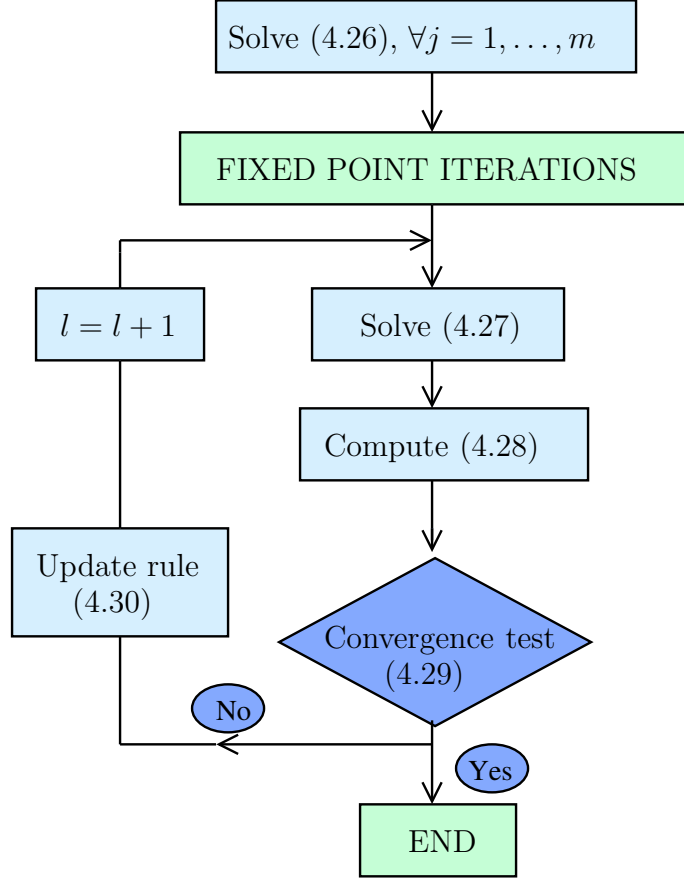 Solve (4.26), ∀j = 1, . . . , m
FIXED POINT ITERATIONS
l = l + 1
Solve (4.27)
Compute (4.28)
Update rule
(4.30)
Convergence test
(4.29)
No
Yes
END